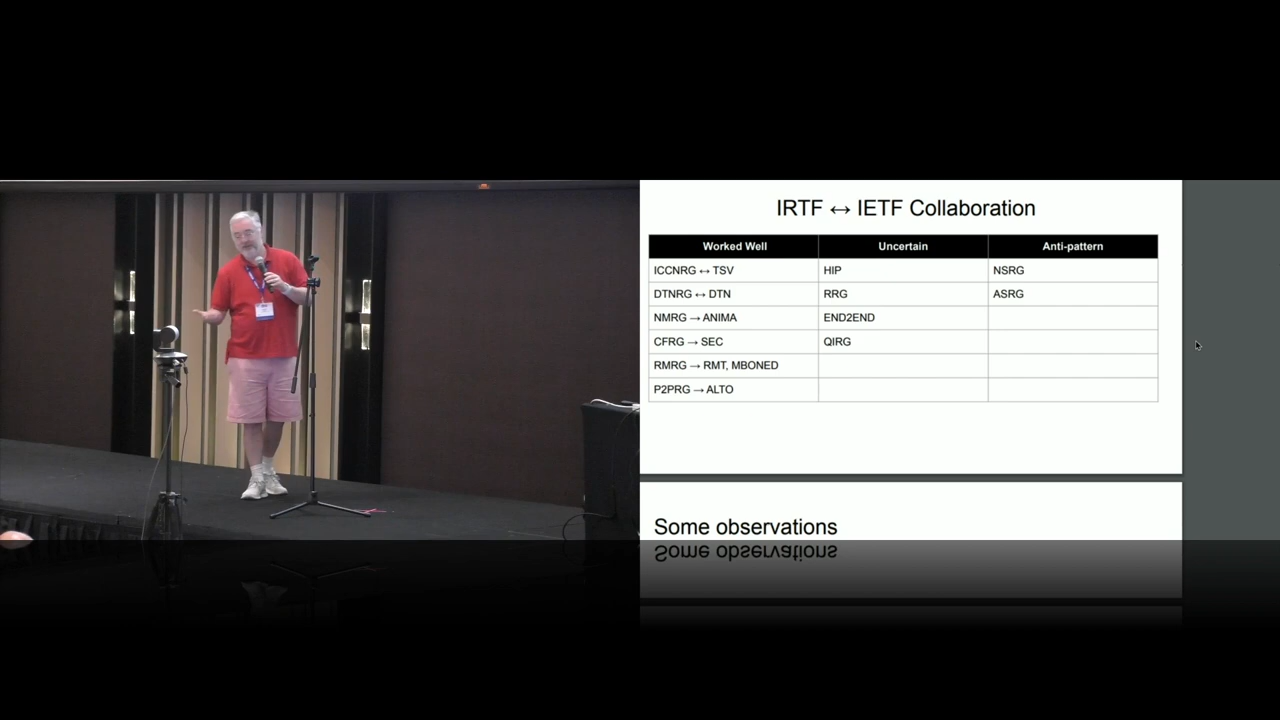 IRTF ↔ IETF Collaboration
Worked Well Uncertain Anti-pattern
ICCNRG ↔ TSV HIP NSRG
DTNRG ↔ DTN RRG ASRG
NMRG → ANIMA END2END
CFRG → SEC QIRG
RMRG → RMT, MBONED
P2PRG → ALTO
Some observations